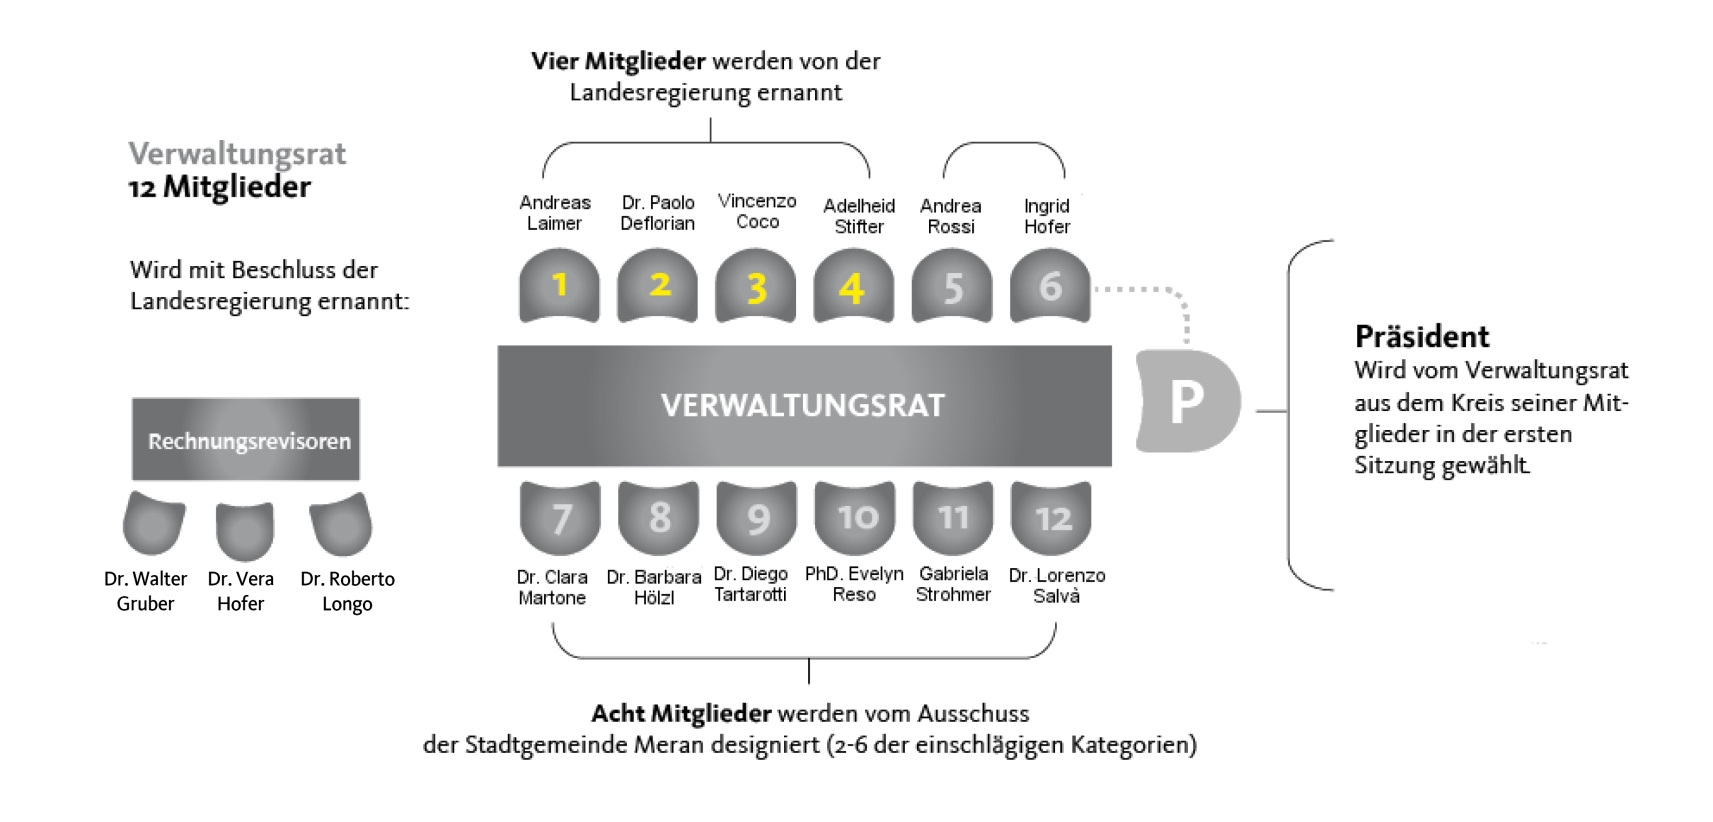 Vier Mitglieder werden von der
Landesregierung ernannt
Verwaltungsrat
12 Mitglieder
Wird mit Beschluss der
Landesregierung ernannt:
Andreas
Laimer
Dr. Paolo
Deflorian
Vincenzo
Coco
Adelheid
Stifter
Andrea
Rossi
Ingrid
Hofer
1
2
3
4
5
6
VERWALTUNGSRAT
P
Präsident
Wird vom Verwaltungsrat
aus dem Kreis seiner Mit-
glieder in der ersten
Sitzung gewählt.
Rechnungsrevisoren
Dr. Walter
Gruber
Dr. Vera
Hofer
Dr. Roberto
Longo
7
8
9
10
11
12
Dr. Clara
Martone
Dr. Barbara
Hölzl
Dr. Diego
Tartarotti
PhD. Evelyn
Reso
Gabriela
Strohmer
Dr. Lorenzo
Salvà
Acht Mitglieder werden vom Ausschuss
der Stadtgemeinde Meran designiert (2-6 der einschlägigen Kategorien)